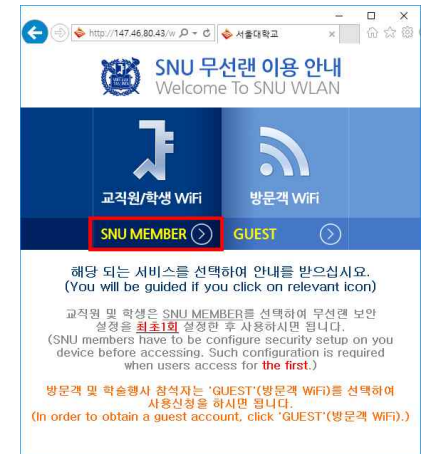 http://147.46.80.43/w
서울대학교
SNU 무선랜 이용 안내
Welcome To SNU WLAN
교직원/학생 WiFi
방문객 WiFi
SNU MEMBER
GUEST
해당 되는 서비스를 선택하여 안내를 받으십시요.
(You will be guided if you click on relevant icon)
교직원 및 학생은 SNU MEMBER를 선택하여 무선랜 보안
설정을 최초1회 설정한 후 사용하시면 됩니다.
(SNU members have to be configure security setup on you
device before accessing. Such configuration is required
when users access for the first.)
방문객 및 학술행사 참석자는 'GUEST'(방문객 WiFi)를 선택하여
사용신청을 하시면 됩니다.
(In order to obtain a guest account, click 'GUEST'(방문객 WiFi).)